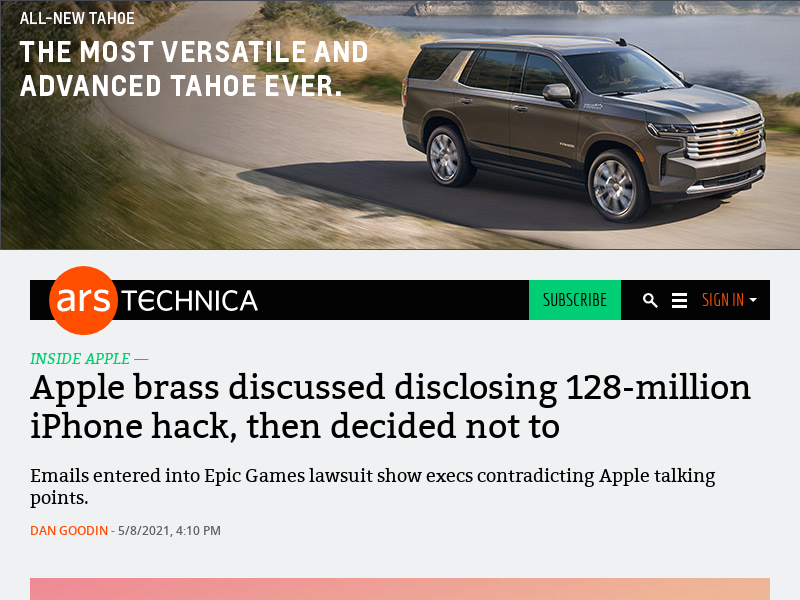 ALL-NEW TAHOE
THE MOST VERSATILE AND
ADVANCED TAHOE EVER.
ars TECHNICA
SUBSCRIBE
SIGN IN
INSIDE APPLE —
Apple brass discussed disclosing 128-million
iPhone hack, then decided not to
Emails entered into Epic Games lawsuit show execs contradicting Apple talking
points.
DAN GOODIN - 5/8/2021, 4:10 PM